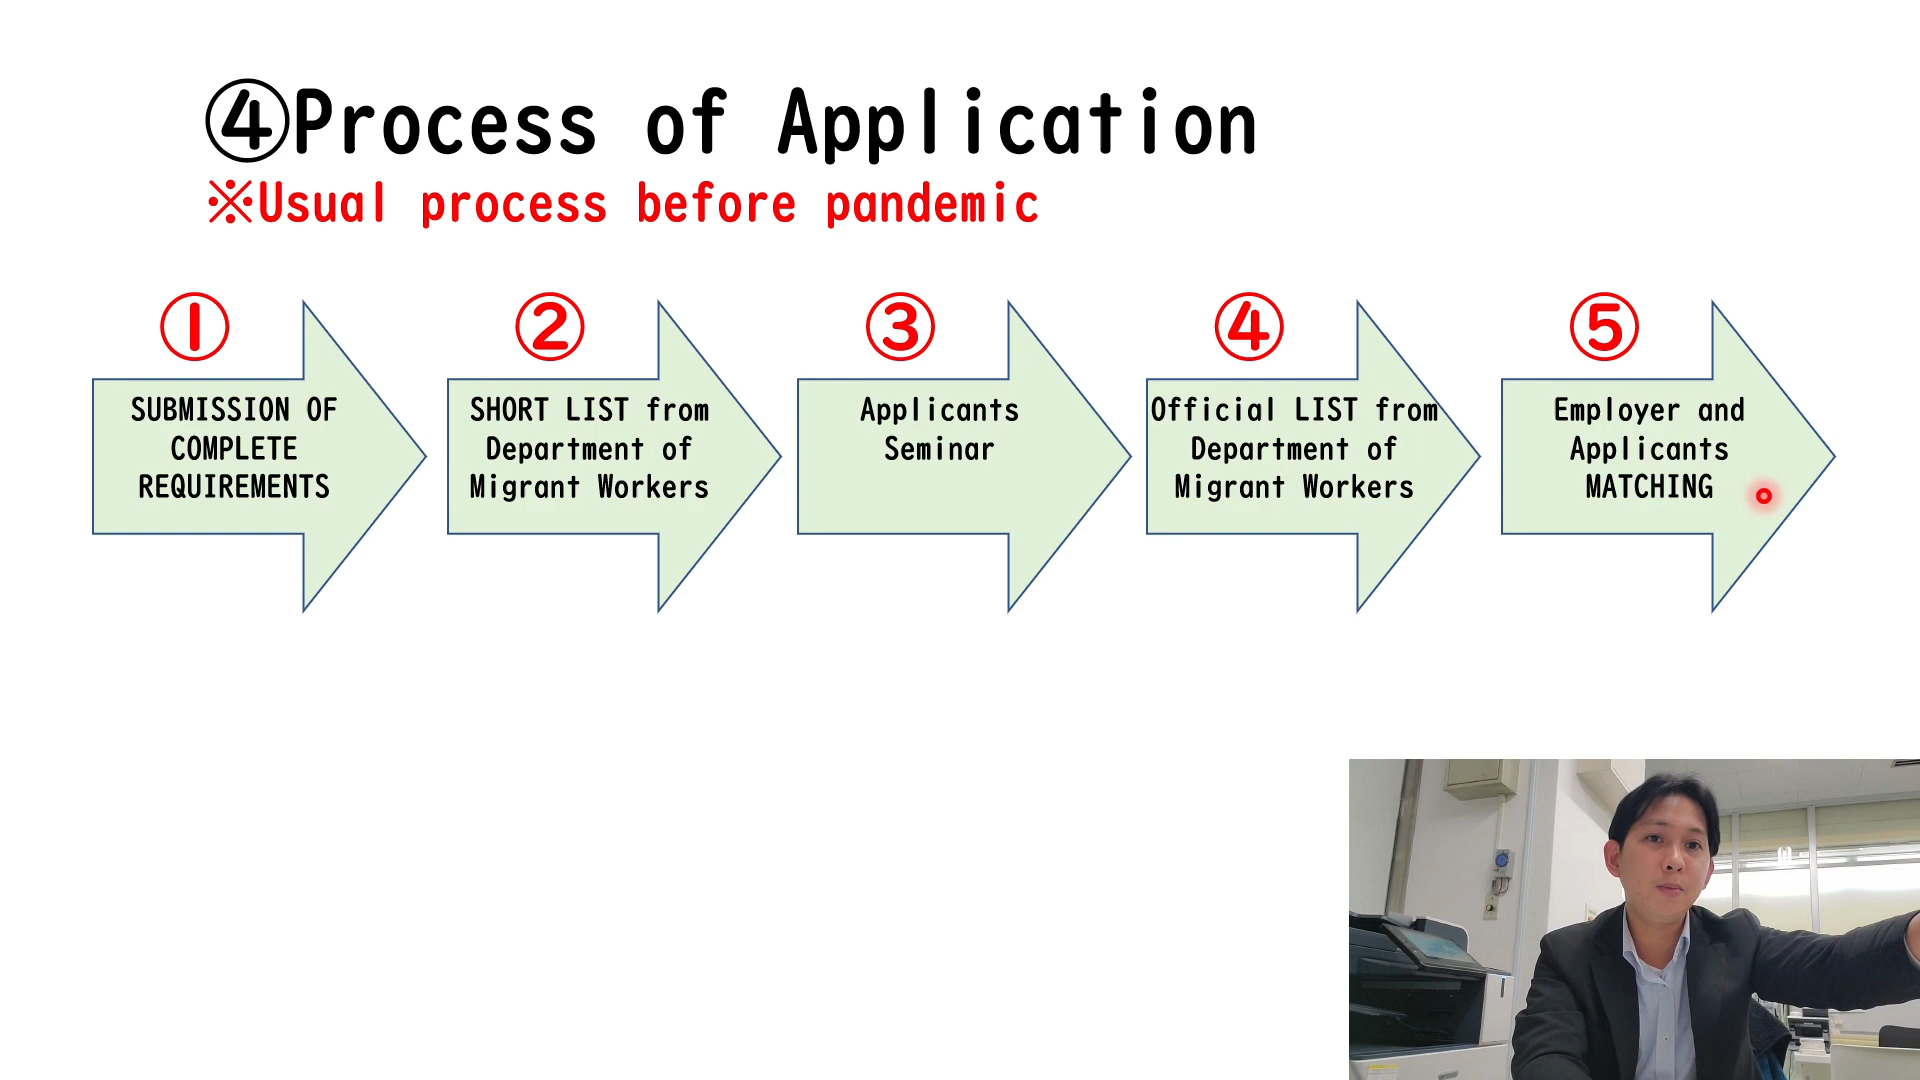 ④Process of Application
※Usual process before pandemic
①
SUBMISSION OF
COMPLETE
REQUIREMENTS
②
SHORT LIST from
Department of
Migrant Workers
③
Applicants
Seminar
④
Official LIST from
Department of
Migrant Workers
⑤
Employer and
Applicants
MATCHING